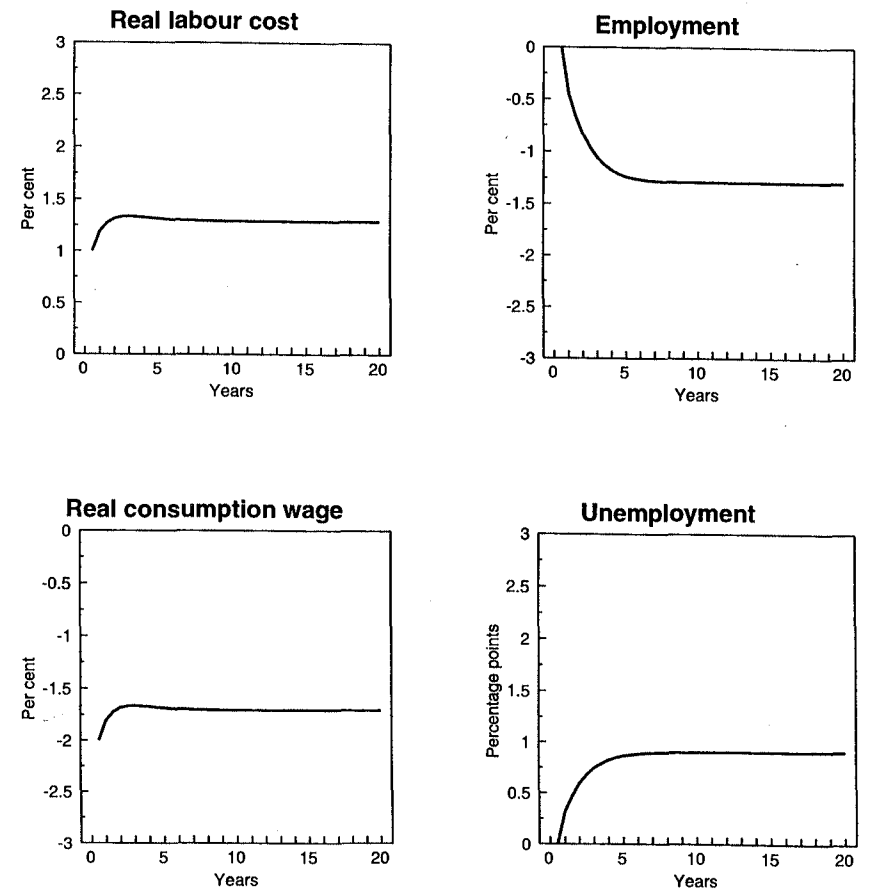 Real labour cost
3
2.5
2
1.5
1
0.5
0
Per cent
0 5 10 15 20
Years
Employment
0
-0.5
-1
-1.5
-2
-2.5
-3
Per cent
0 5 10 15 20
Years
Real consumption wage
0
-0.5
-1
-1.5
-2
-2.5
-3
Per cent
0 5 10 15 20
Years
Unemployment
3
2.5
2
1.5
1
0.5
0
Percentage points
0 5 10 15 20
Years